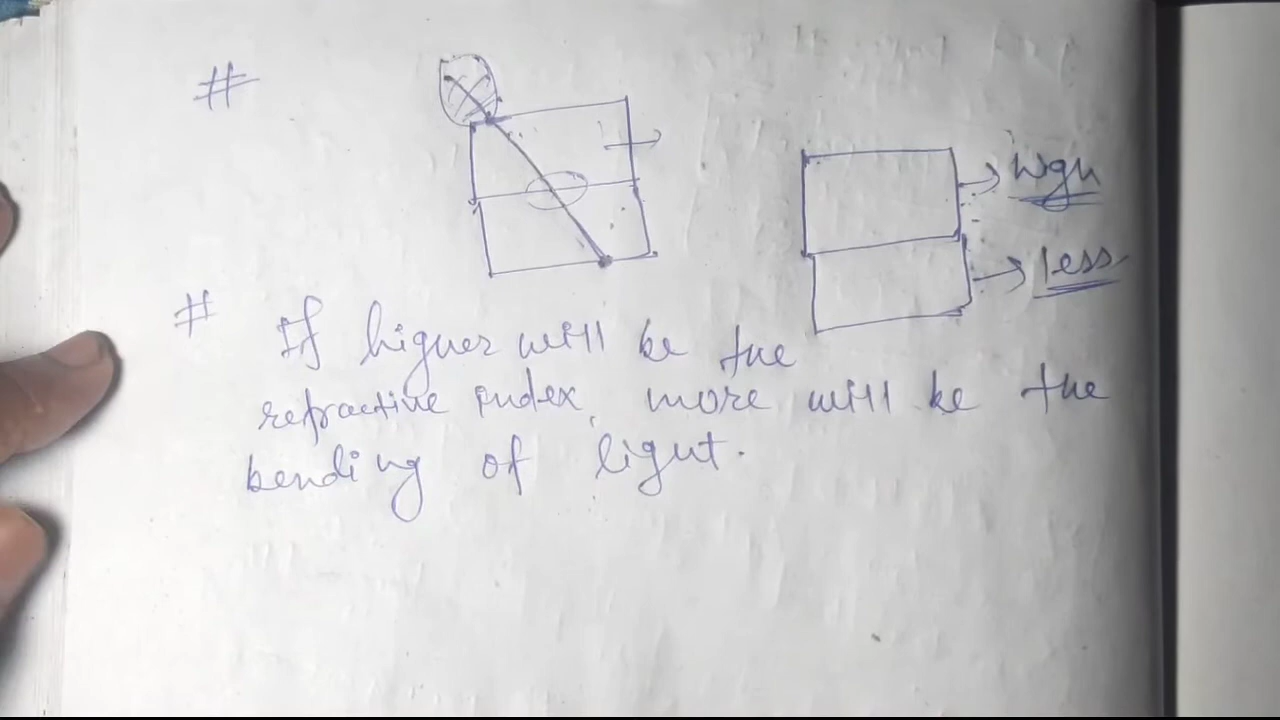 #
high
less
# If higher will be the
refractive index, more will be the
bending of light.